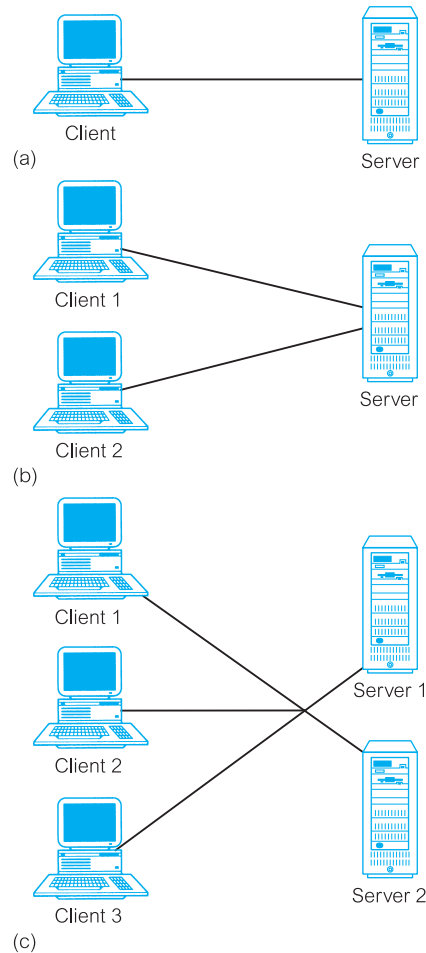 Client
Server
(a)
Client 1
Client 2
Server
(b)
Client 1
Server 1
Client 2
Client 3
Server 2
(c)